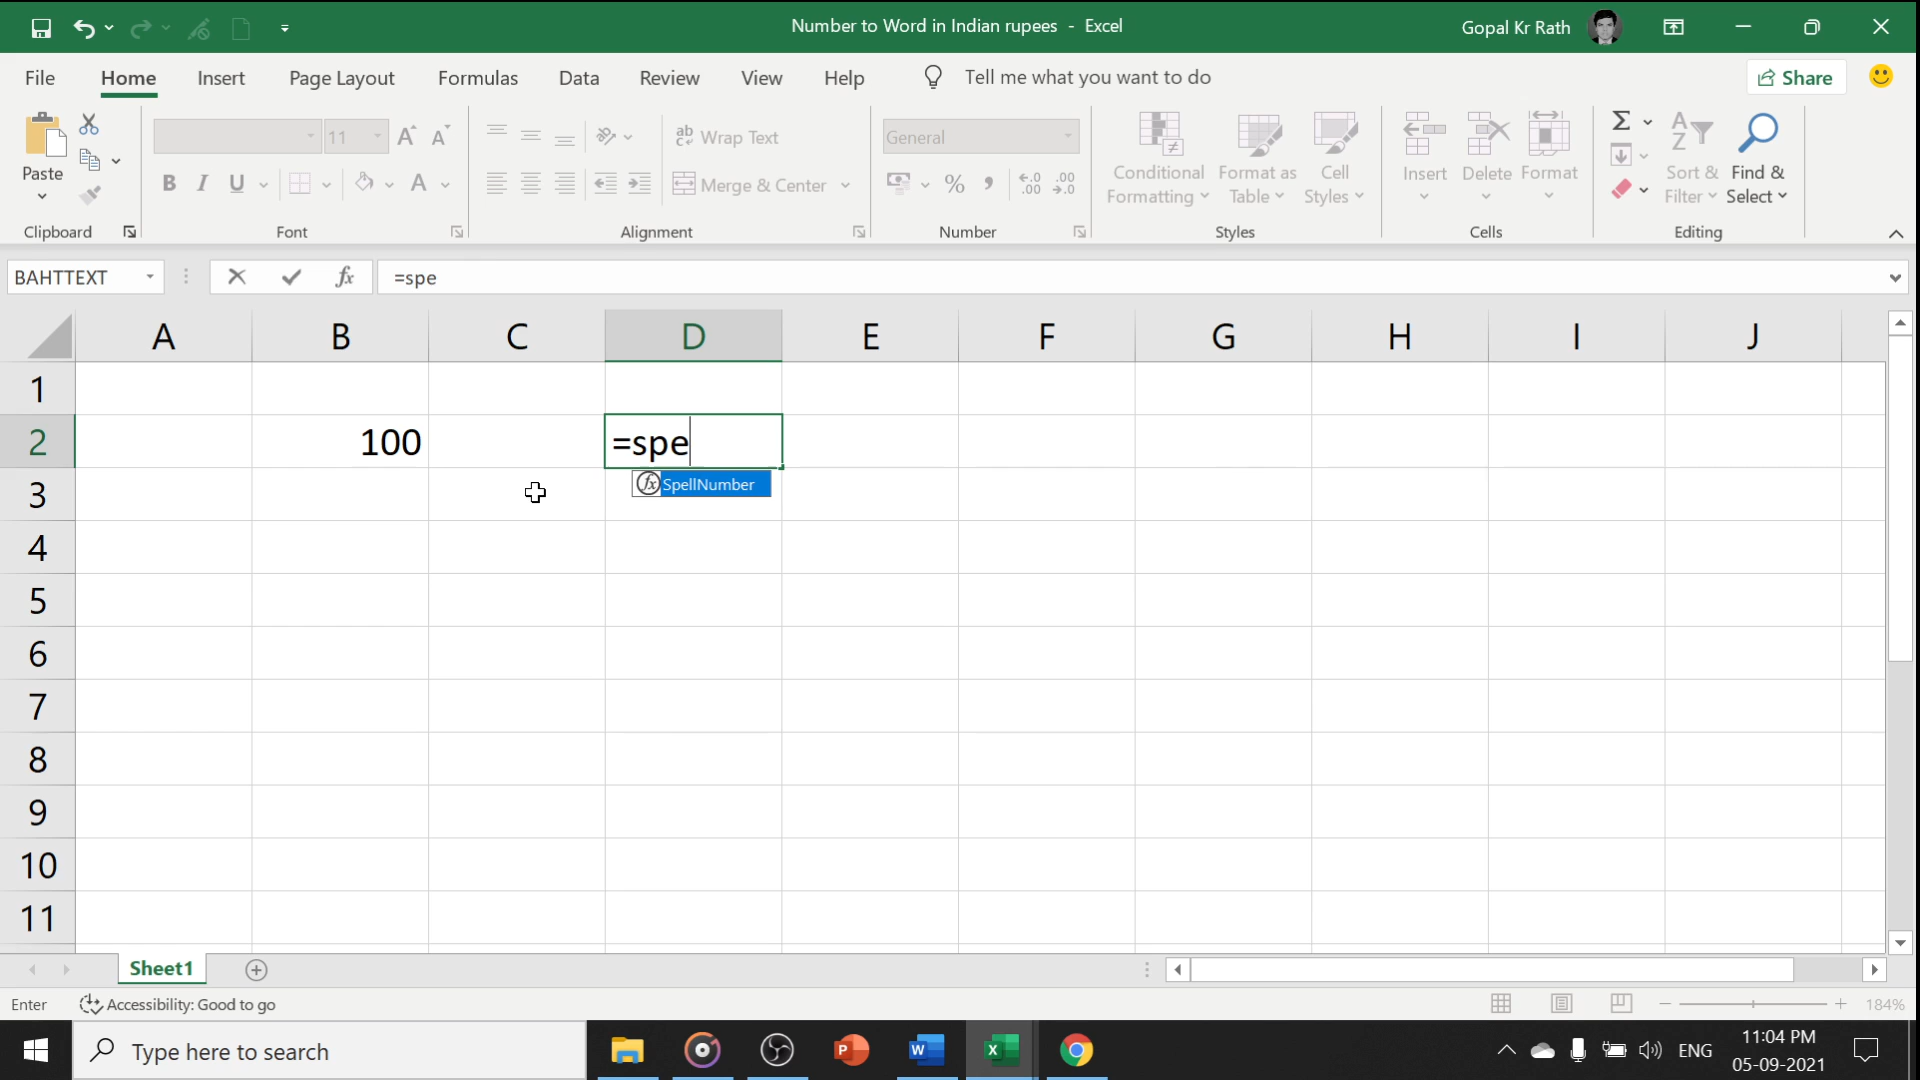 Number to Word in Indian rupees - Excel
Gopal Kr Rath
File Home Insert Page Layout Formulas Data Review View Help Tell me what you want to do Share
Paste
11
Wrap Text
Merge & Center
General
Conditional Formatting
Format as Table
Cell Styles
Insert
Delete
Format
Sort & Filter
Find & Select
Clipboard Font Alignment Number Styles Cells Editing
BAHTTEXT
fx
=spe
A B C D E F G H I J
1
2 100 =spe
SpellNumber
3
4
5
6
7
8
9
10
11
Sheet1
Enter
Accessibility: Good to go
184%
Type here to search
ENG
11:04 PM
05-09-2021